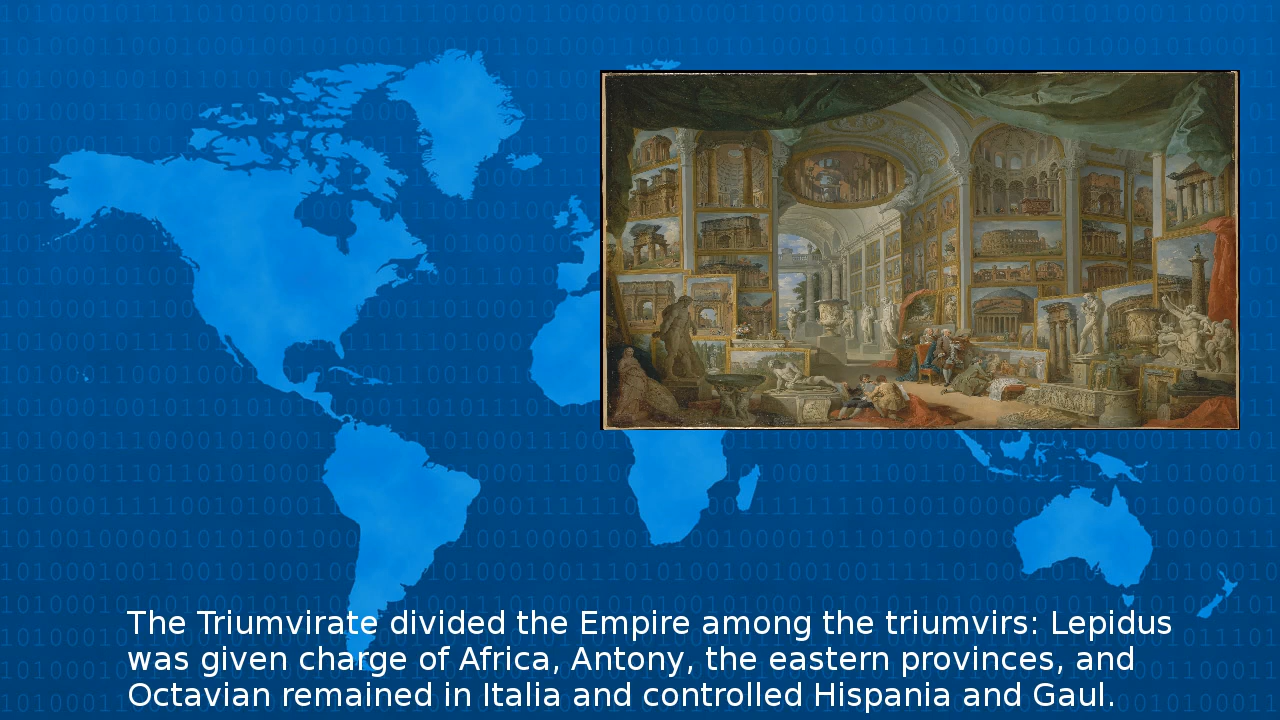 The Triumvirate divided the Empire among the triumvirs: Lepidus
was given charge of Africa, Antony, the eastern provinces, and
Octavian remained in Italia and controlled Hispania and Gaul.